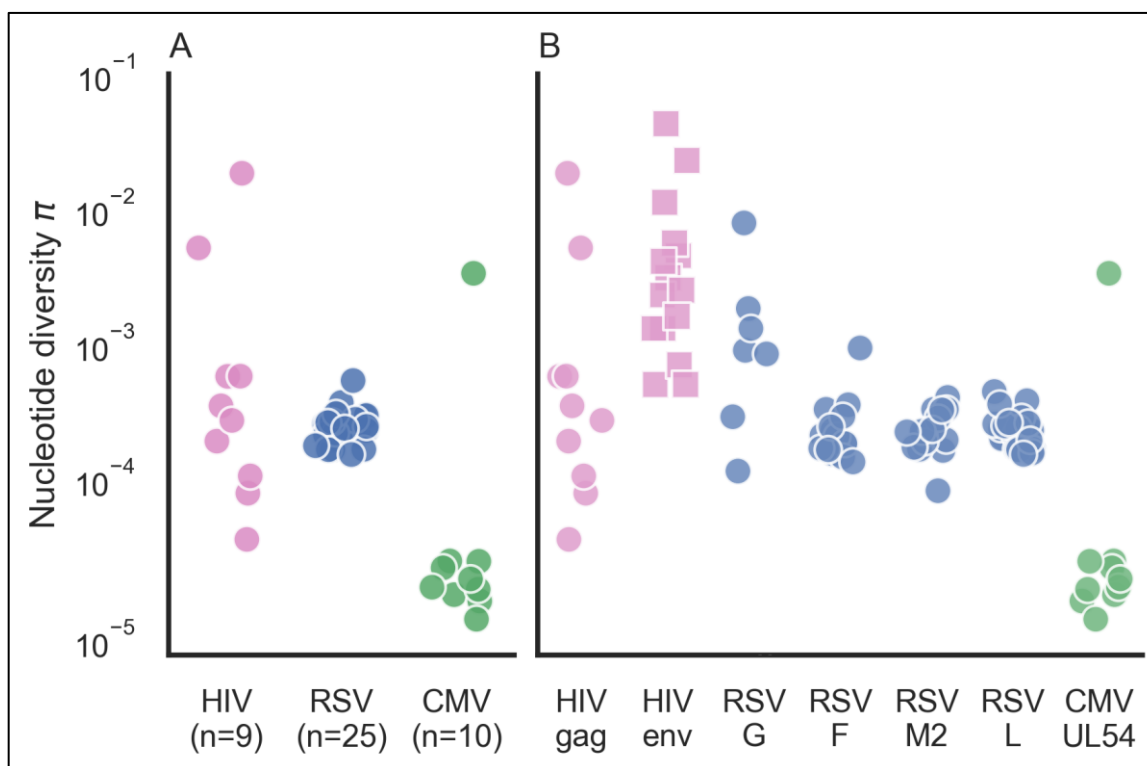 A B
10⁻¹
10⁻²
10⁻³
10⁻⁴
10⁻⁵
Nucleotide diversity π
HIV RSV CMV HIV HIV RSV RSV RSV RSV CMV
(n=9) (n=25) (n=10) gag env G F M2 L UL54